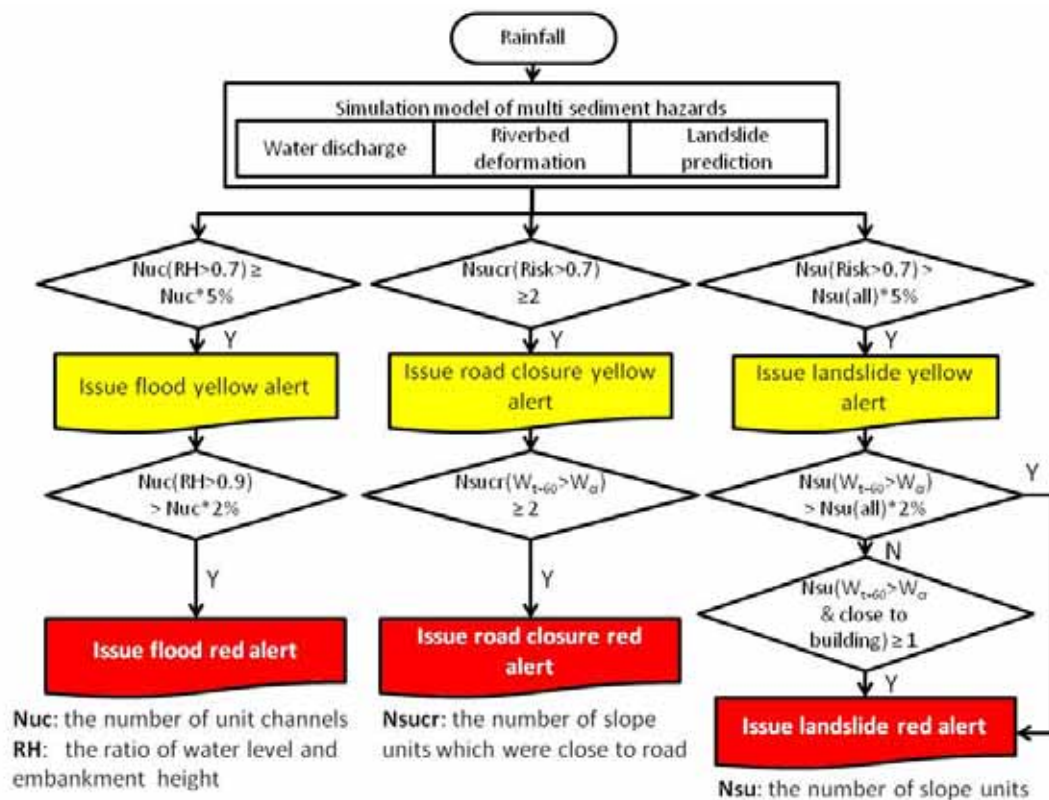 Rainfall
Simulation model of multi sediment hazards
Water discharge
Riverbed
deformation
Landslide
prediction
Nuc(RH>0.7) ≥
Nuc*5%
Nsucr(Risk>0.7)
≥2
Nsu(Risk>0.7) >
Nsu(all)*5%
Y
Y
Y
Issue flood yellow alert
Issue road closure yellow
alert
Issue landslide yellow
alert
Nuc(RH>0.9)
> Nuc*2%
Nsucr(Wt+60>Wcr)
≥ 2
Nsu(Wt+60>Wcr)
> Nsu(all)*2%
Y
Y
Y
N
Nsu(Wt+60>Wcr
& close to
building) ≥1
Y
Issue flood red alert
Issue road closure red
alert
Issue landslide red alert
Nuc: the number of unit channels
RH: the ratio of water level and
embankment height
Nsucr: the number of slope
units which were close to road
Nsu: the number of slope units